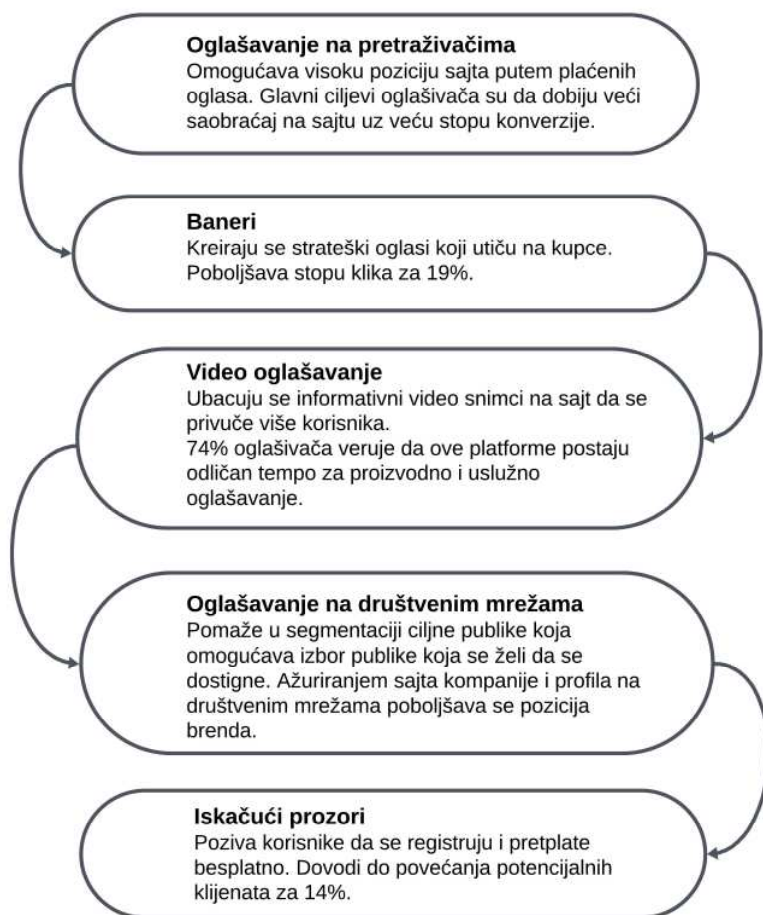 Oglašavanje na pretraživačima
Omogućava visoku poziciju sajta putem plaćenih
oglasa. Glavni ciljevi oglašivača su da dobiju veći
saobraćaj na sajtu uz veću stopu konverzije.
Baneri
Kreiraju se strateški oglasi koji utiču na kupce.
Poboljšava stopu klika za 19%.
Video oglašavanje
Ubacuju se informativni video snimci na sajt da se
privuče više korisnika.
74% oglašivača veruje da ove platforme postaju
odličan tempo za proizvodno i uslužno
oglašavanje.
Oglašavanje na društvenim mrežama
Pomaže u segmentaciji ciljne publike koja
omogućava izbor publike koja se želi da se
dostigne. Ažuriranjem sajta kompanije i profila na
društvenim mrežama poboljšava se pozicija
brenda.
Iskačući prozori
Poziva korisnike da se registruju i pretplate
besplatno. Dovodi do povećanja potencijalnih
klijenata za 14%.